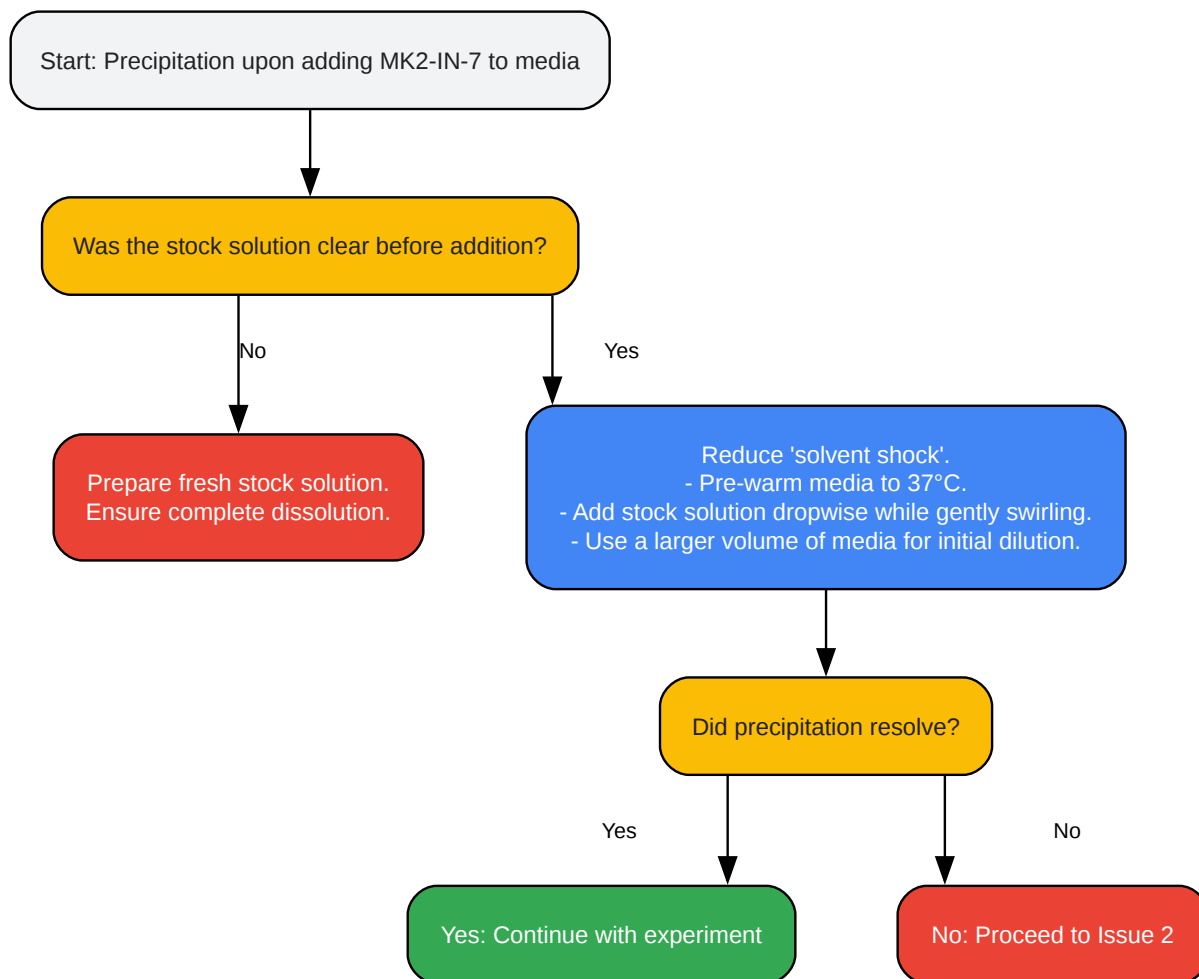 Start: Precipitation upon adding MK2-IN-7 to media
Was the stock solution clear before addition?
No
Yes
Prepare fresh stock solution.
Ensure complete dissolution.
Reduce 'solvent shock'.
- Pre-warm media to 37°C.
- Add stock solution dropwise while gently swirling.
- Use a larger volume of media for initial dilution.
Did precipitation resolve?
Yes
No
Yes: Continue with experiment
No: Proceed to Issue 2